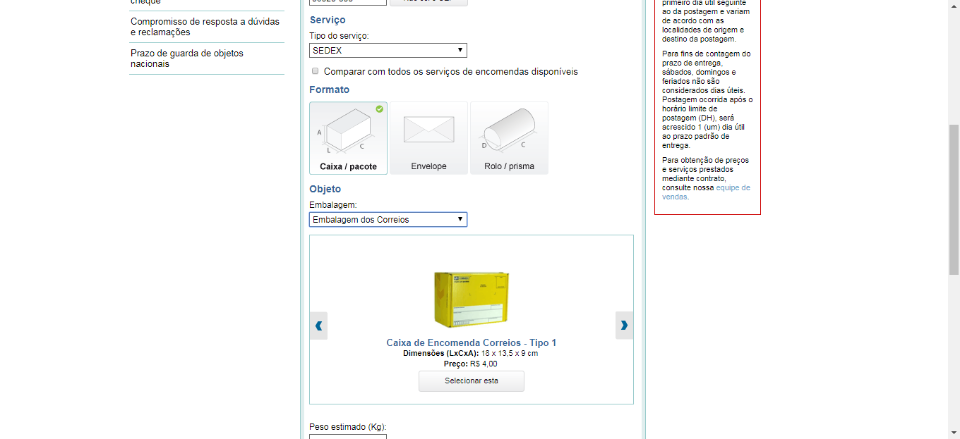 cheque
Compromisso de resposta a dúvidas
e reclamações
Prazo de guarda de objetos
nacionais
Serviço
Tipo do serviço:
SEDEX
Comparar com todos os serviços de encomendas disponíveis
Formato
A
L
C
Caixa / pacote
Envelope
D
C
Rolo / prisma
Objeto
Embalagem:
Embalagem dos Correios
Caixa de Encomenda Correios - Tipo 1
Dimensões (LxCxA): 18 x 13,5 x 9 cm
Preço: R$ 4,00
Selecionar esta
Peso estimado (Kg):
primeiro dia útil seguinte
ao da postagem e variam
de acordo com as
localidades de origem e
destino da postagem.
Para fins de contagem do
prazo de entrega,
sábados, domingos e
feriados não são
considerados dias úteis.
Postagem ocorrida após o
horário limite de
postagem (DH), será
acrescido 1 (um) dia útil
ao prazo padrão de
entrega.
Para obtenção de preços
e serviços prestados
mediante contrato,
consulte nossa equipe de
vendas.